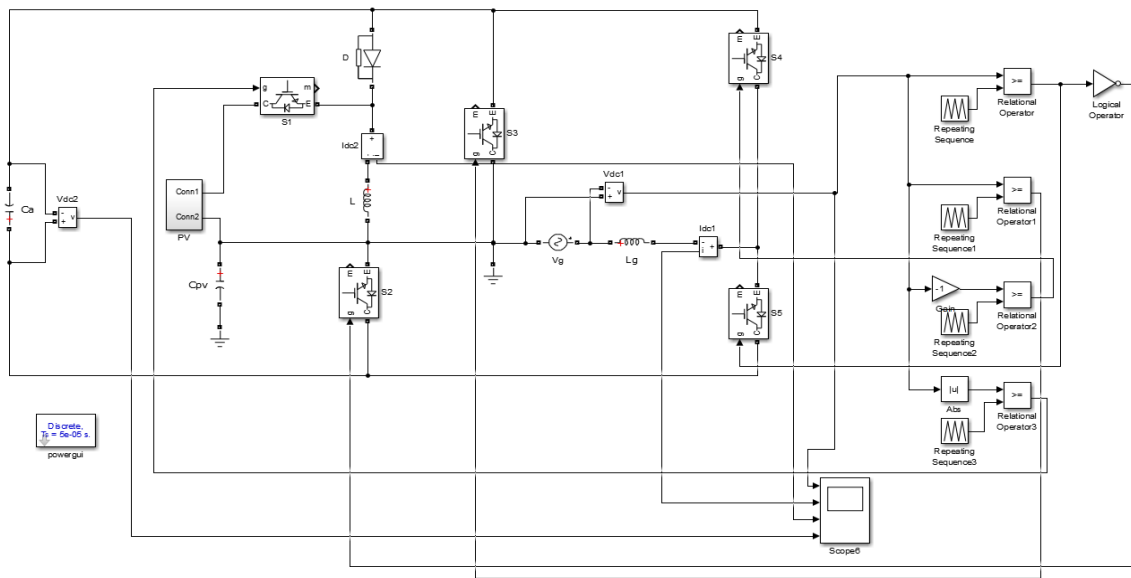 D
g
m
C
E
S1
m
E
g
C
S3
m
E
g
C
S4
Idc2
+
-
i
L
Conn1
Conn2
PV
Cpv
Ca
Vdc2
-
+
v
Vdc1
-
+
v
Vg
+
Lg
Idc1
-
i
+
m
E
g
C
S2
m
E
g
C
S5
>=
Relational
Operator
Repeating
Sequence
Logical
Operator
>=
Relational
Operator1
Repeating
Sequence1
-1
Gain
>=
Relational
Operator2
Repeating
Sequence2
|u|
Abs
>=
Relational
Operator3
Repeating
Sequence3
Discrete,
Ts = 5e-05 s.
powergui
Scope6